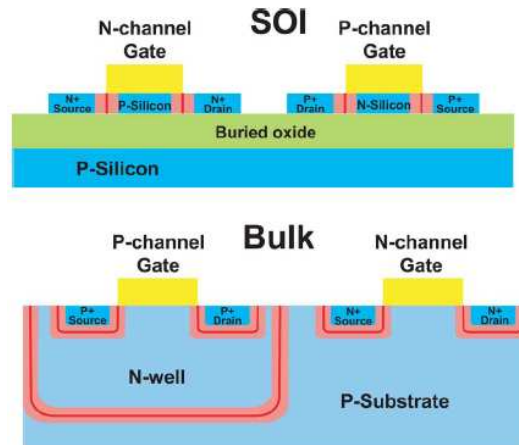 SOI
N-channel
Gate
P-channel
Gate
N+
Source
P-Silicon
N+
Drain
P+
Drain
N-Silicon
P+
Source
Buried oxide
P-Silicon
Bulk
P-channel
Gate
N-channel
Gate
P+
Source
P+
Drain
N+
Source
N+
Drain
N-well
P-Substrate